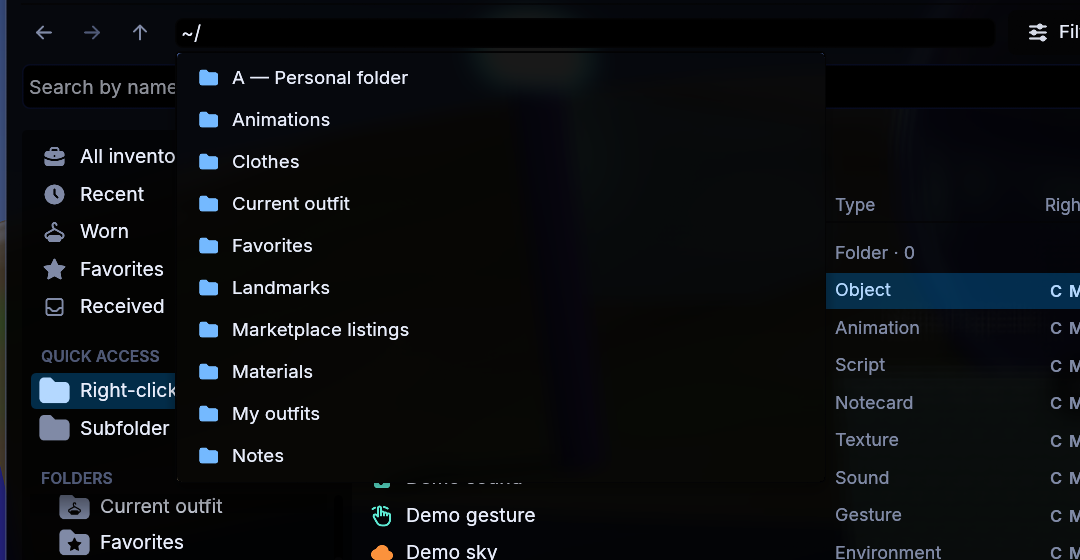 ~/
Filt
Search by name
A — Personal folder
Animations
Clothes
Current outfit
Favorites
Landmarks
Marketplace listings
Materials
My outfits
Notes
All invento
Recent
Worn
Favorites
Received
QUICK ACCESS
Right-click
Subfolder
FOLDERS
Current outfit
Favorites
Type
Righ
Folder · 0
Object
C M
Animation
C M
Script
C M
Notecard
C M
Texture
C M
Sound
C M
Demo gesture
Gesture
C M
Demo sky
Environment
C M